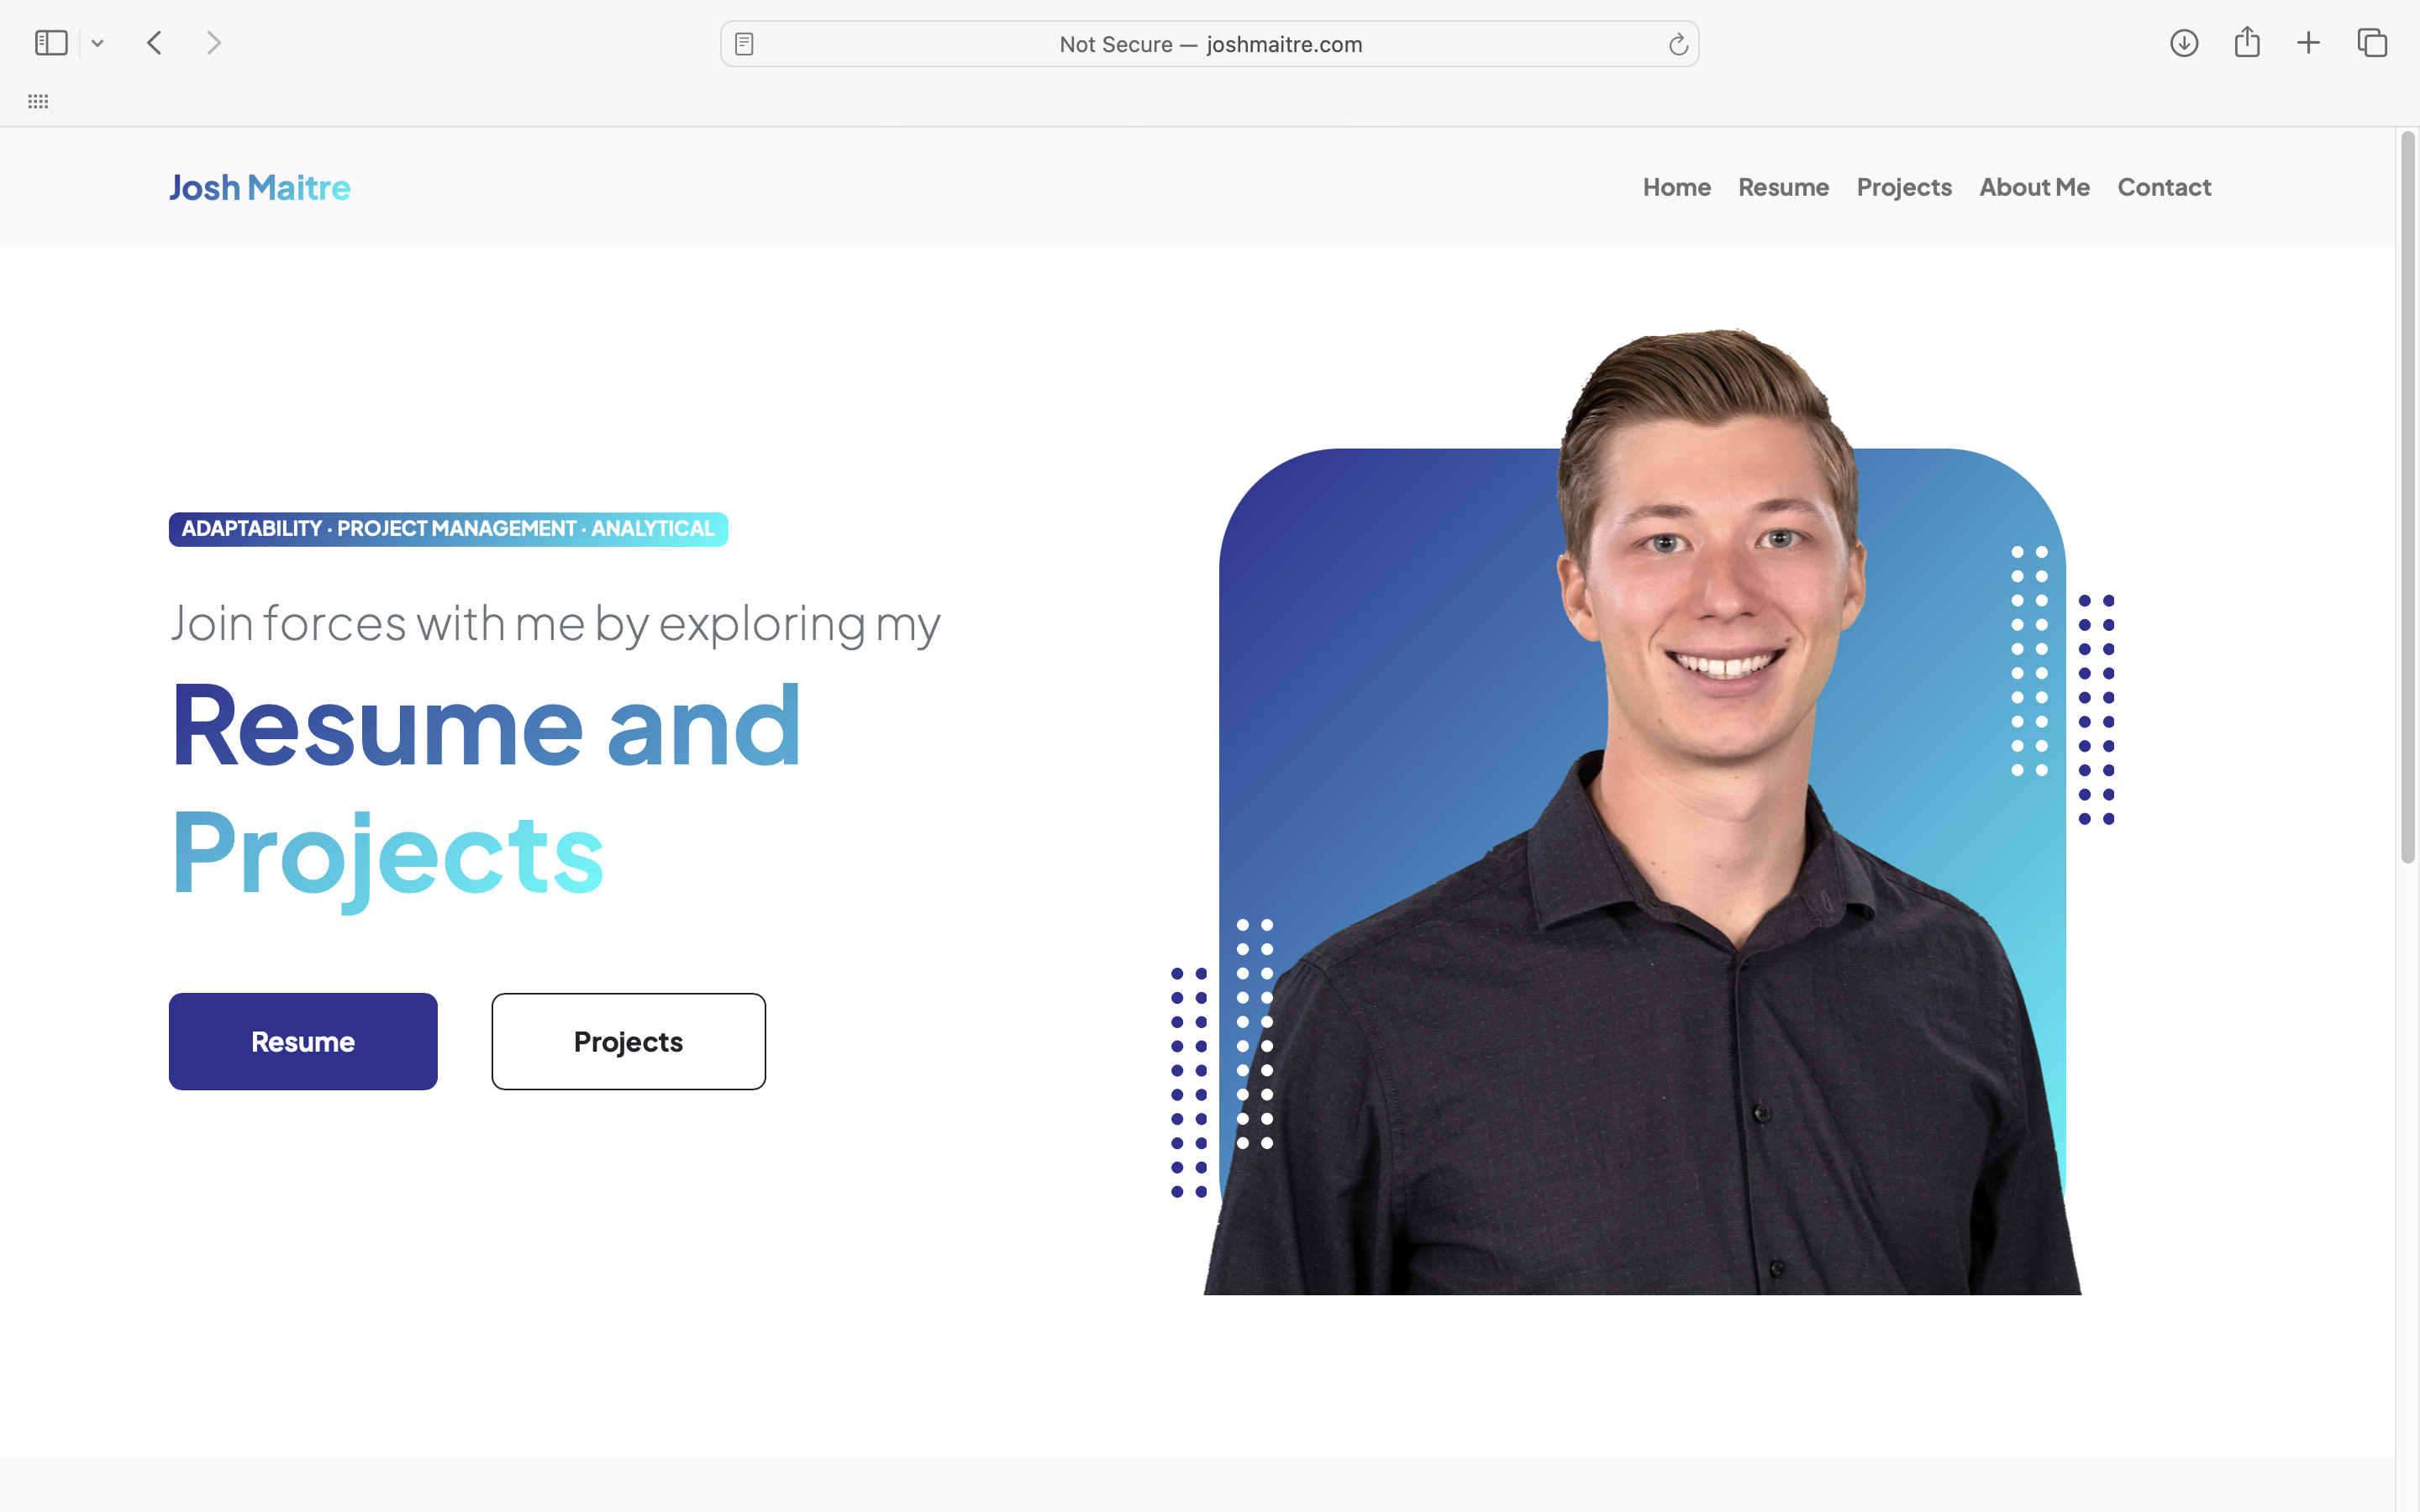 Not Secure — joshmaitre.com
Josh Maitre
Home Resume Projects About Me Contact
ADAPTABILITY · PROJECT MANAGEMENT · ANALYTICAL
Join forces with me by exploring my
Resume and
Projects
Resume
Projects